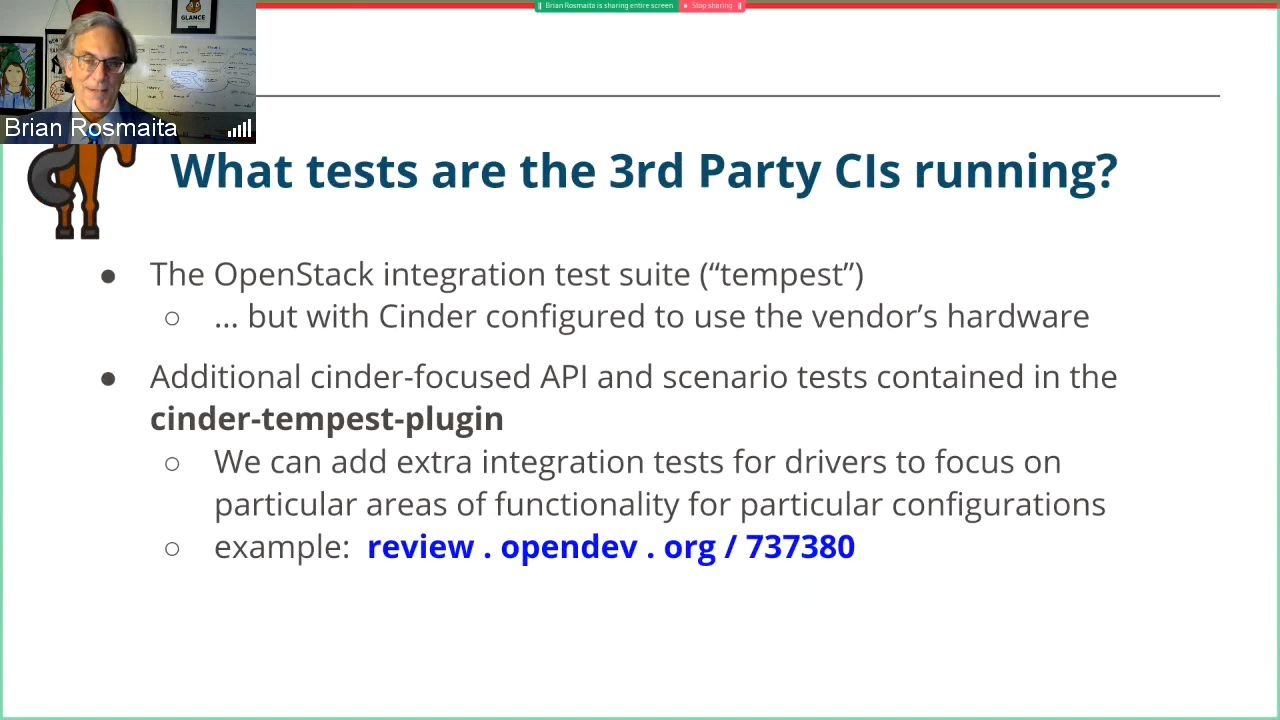 Brian Rosmaita is sharing entire screen
Stop sharing
GLANCE
Brian Rosmaita
What tests are the 3rd Party CIs running?
● The OpenStack integration test suite (“tempest”)
○ ... but with Cinder configured to use the vendor’s hardware
● Additional cinder-focused API and scenario tests contained in the
cinder-tempest-plugin
○ We can add extra integration tests for drivers to focus on
particular areas of functionality for particular configurations
○ example: review . opendev . org / 737380